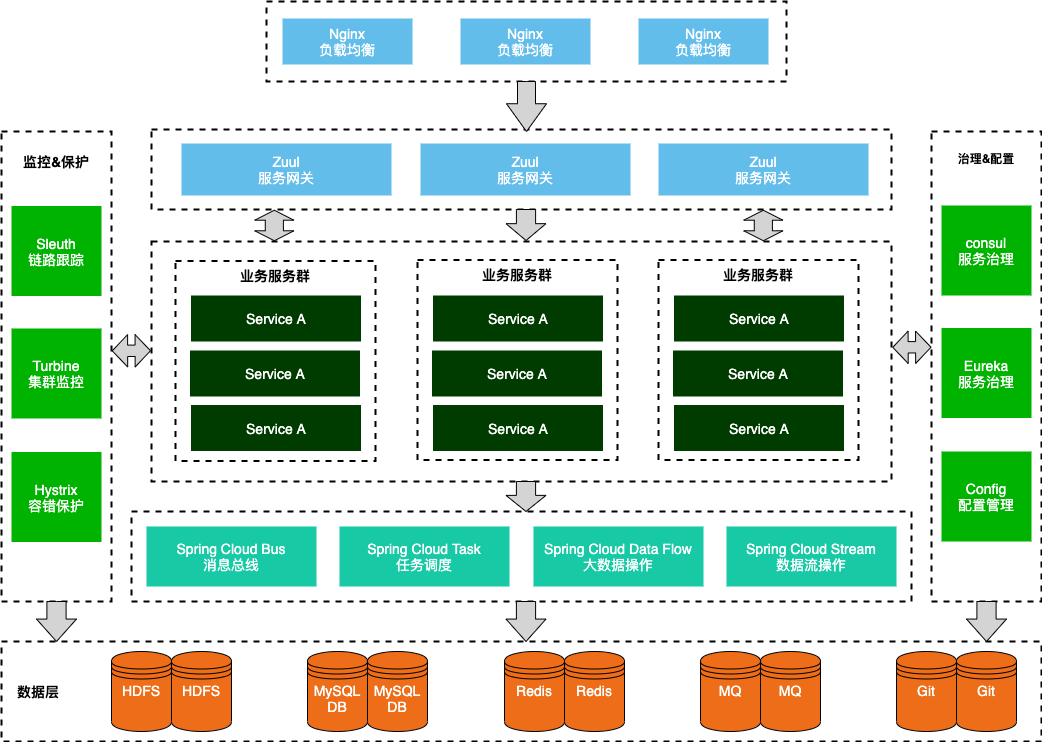 Nginx
负载均衡
Nginx
负载均衡
Nginx
负载均衡
监控&保护
Sleuth
链路跟踪
Turbine
集群监控
Hystrix
容错保护
Zuul
服务网关
Zuul
服务网关
Zuul
服务网关
业务服务群
Service A
Service A
Service A
业务服务群
Service A
Service A
Service A
业务服务群
Service A
Service A
Service A
治理&配置
consul
服务治理
Eureka
服务治理
Config
配置管理
Spring Cloud Bus
消息总线
Spring Cloud Task
任务调度
Spring Cloud Data Flow
大数据操作
Spring Cloud Stream
数据流操作
数据层
HDFS
HDFS
MySQL
DB
MySQL
DB
Redis
Redis
MQ
MQ
Git
Git